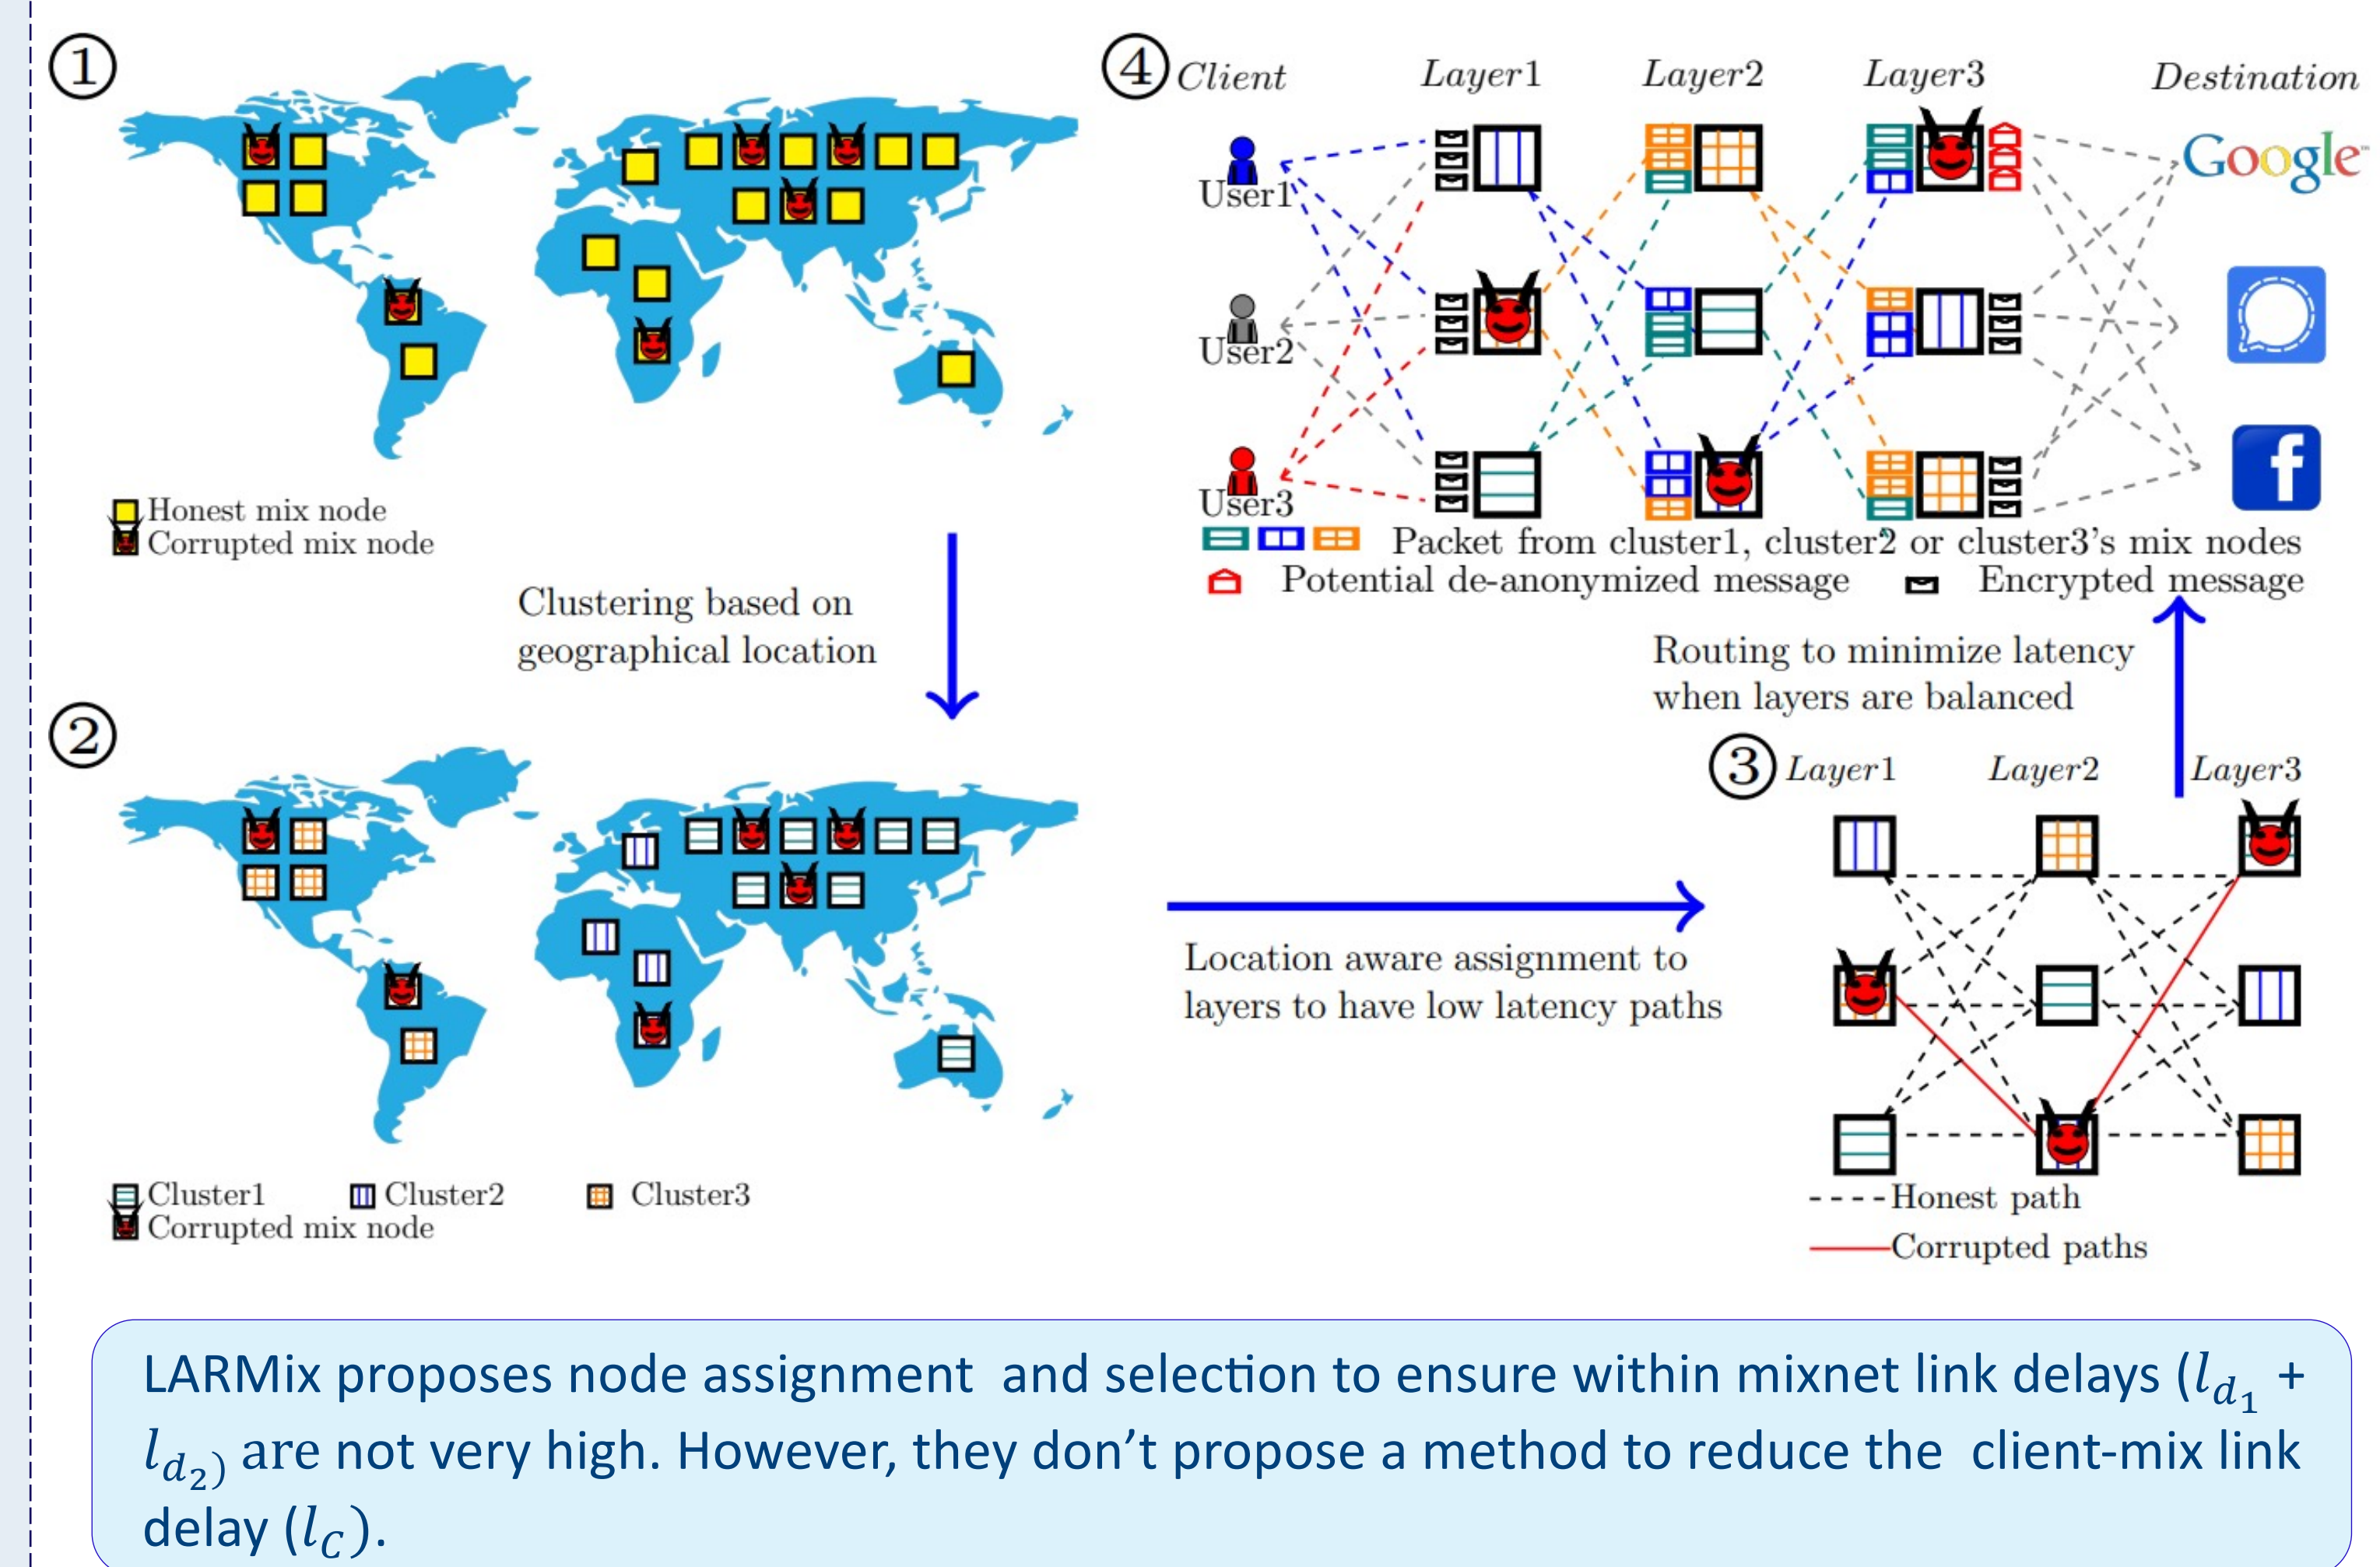 ①
Honest mix node
Corrupted mix node
Clustering based on
geographical location
②
Cluster1 Cluster2 Cluster3
Corrupted mix node
Location aware assignment to
layers to have low latency paths
③ Layer1 Layer2 Layer3
Honest path
Corrupted paths
Routing to minimize latency
when layers are balanced
④ Client Layer1 Layer2 Layer3 Destination
User1
Google™
User2
User3
f
Packet from cluster1, cluster2 or cluster3's mix nodes
Potential de-anonymized message Encrypted message
LARMix proposes node assignment and selection to ensure within mixnet link delays (l_{d_1} +
l_{d_2}) are not very high. However, they don’t propose a method to reduce the client-mix link
delay (l_C).